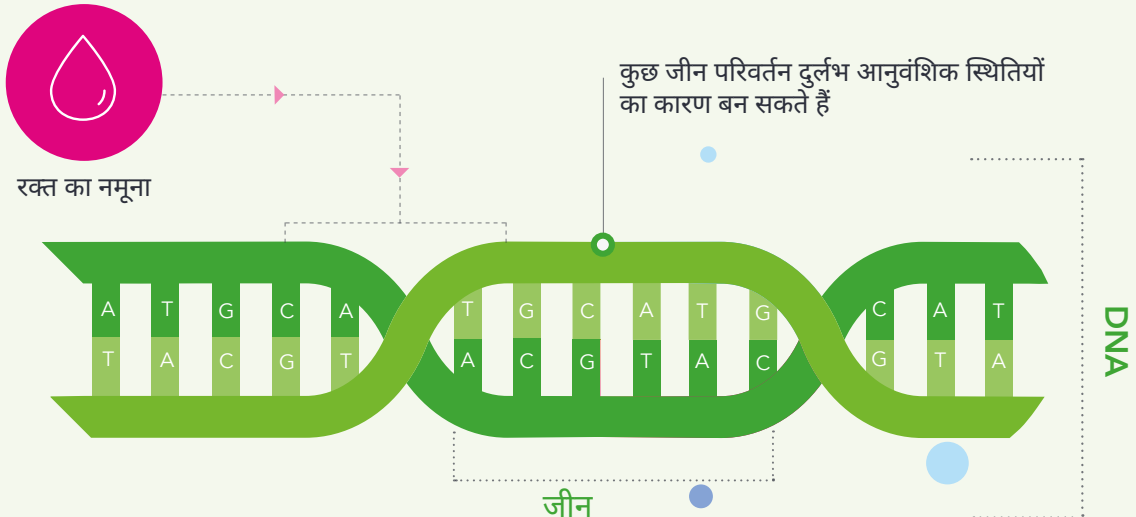 कुछ जीन परिवर्तन दुर्लभ आनुवंशिक स्थितियों
का कारण बन सकते हैं
रक्त का नमूना
A T G C A T G C A T G C A T
T A C G T A C G T A C G T A
DNA
जीन